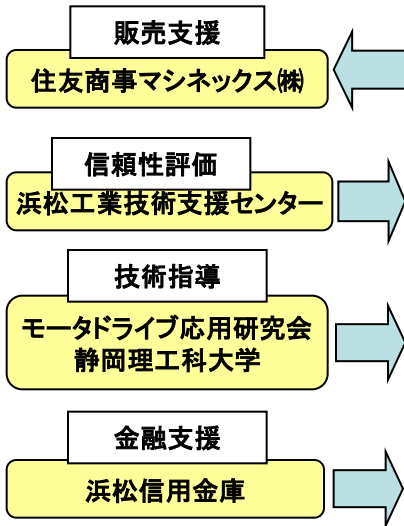 販売支援
住友商事マシネックス㈱
信頼性評価
浜松工業技術支援センター
技術指導
モータドライブ応用研究会
静岡理工科大学
金融支援
浜松信用金庫